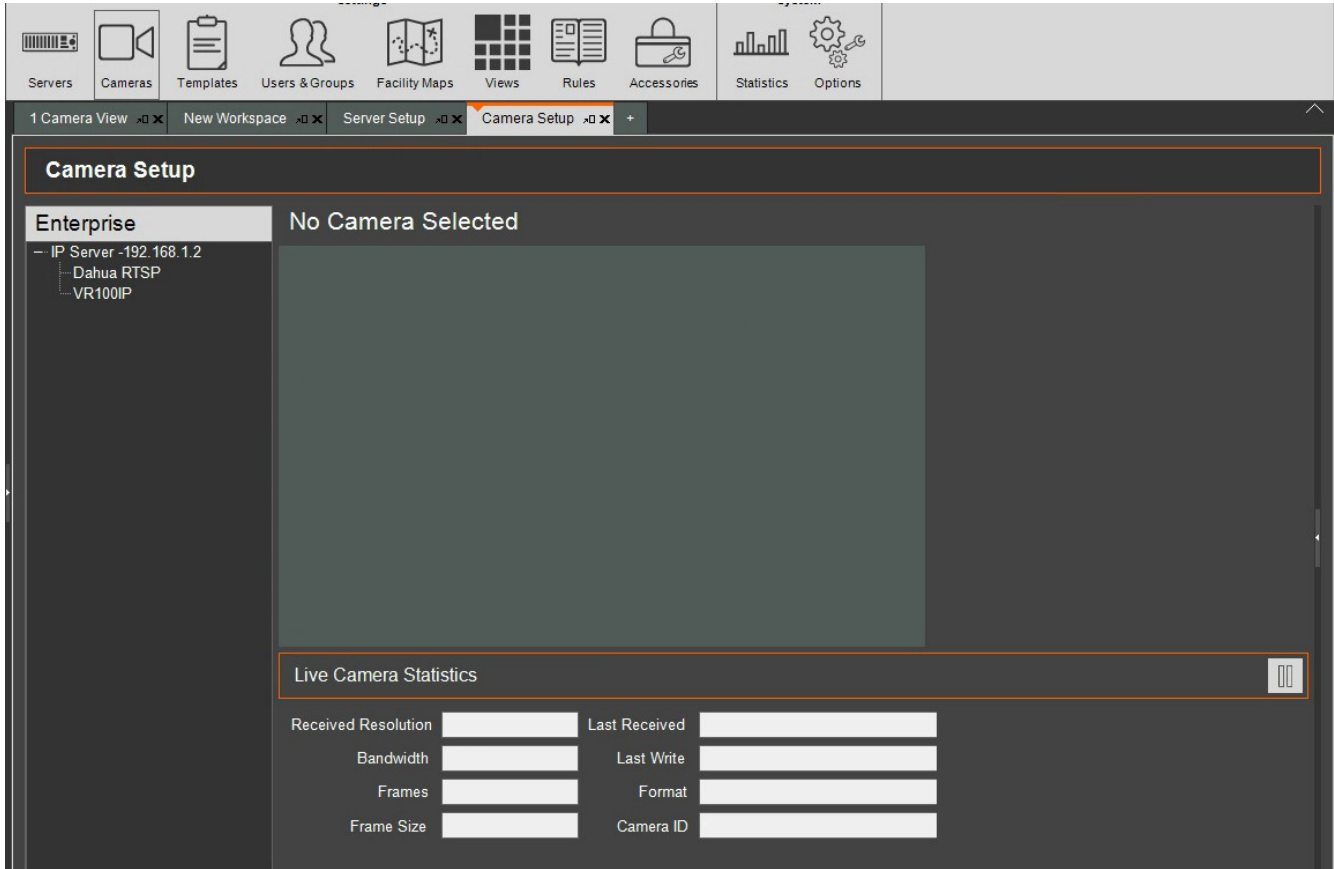 Servers Cameras Templates Users & Groups Facility Maps Views Rules Accessories Statistics Options
1 Camera View New Workspace Server Setup Camera Setup +
Camera Setup
Enterprise
No Camera Selected
IP Server -192.168.1.2
Dahua RTSP
VR100IP
Live Camera Statistics
Received Resolution Last Received
Bandwidth Last Write
Frames Format
Frame Size Camera ID